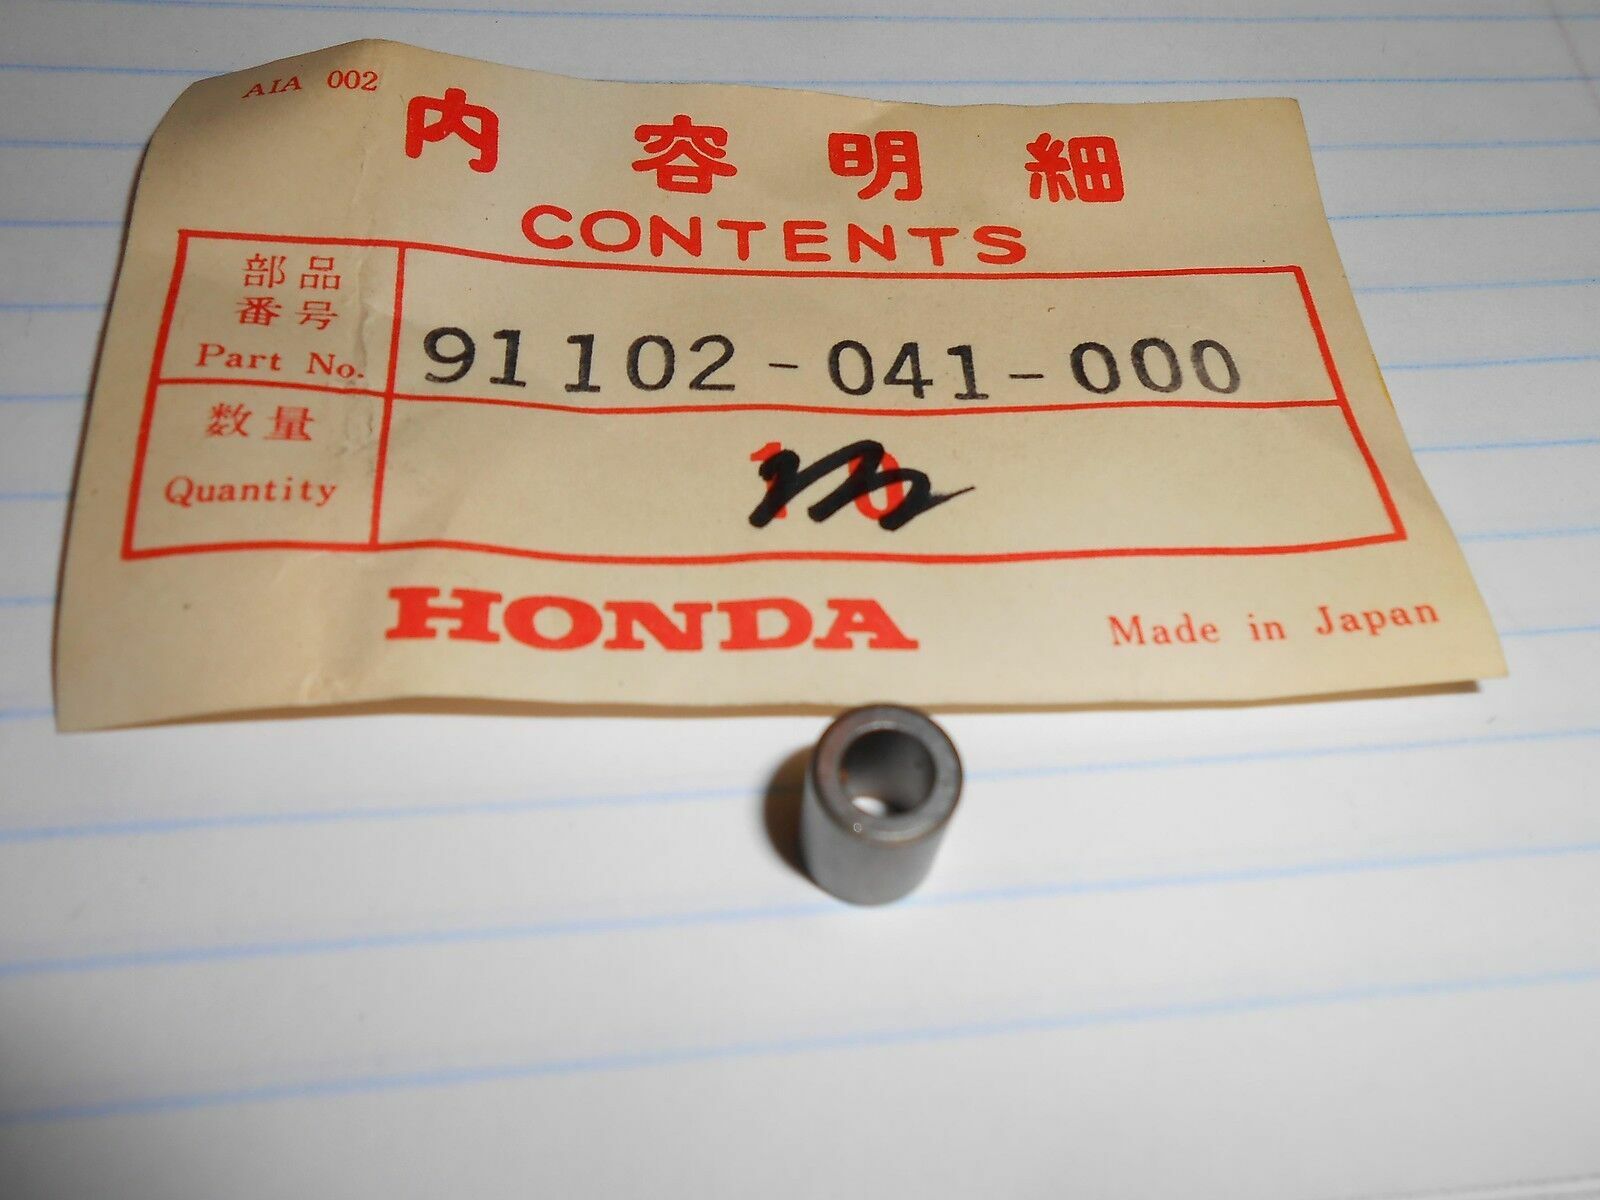 AIA 002
内容明細
CONTENTS
部品
番号
Part No.
91102-041-000
数量
Quantity
10
HONDA
Made in Japan